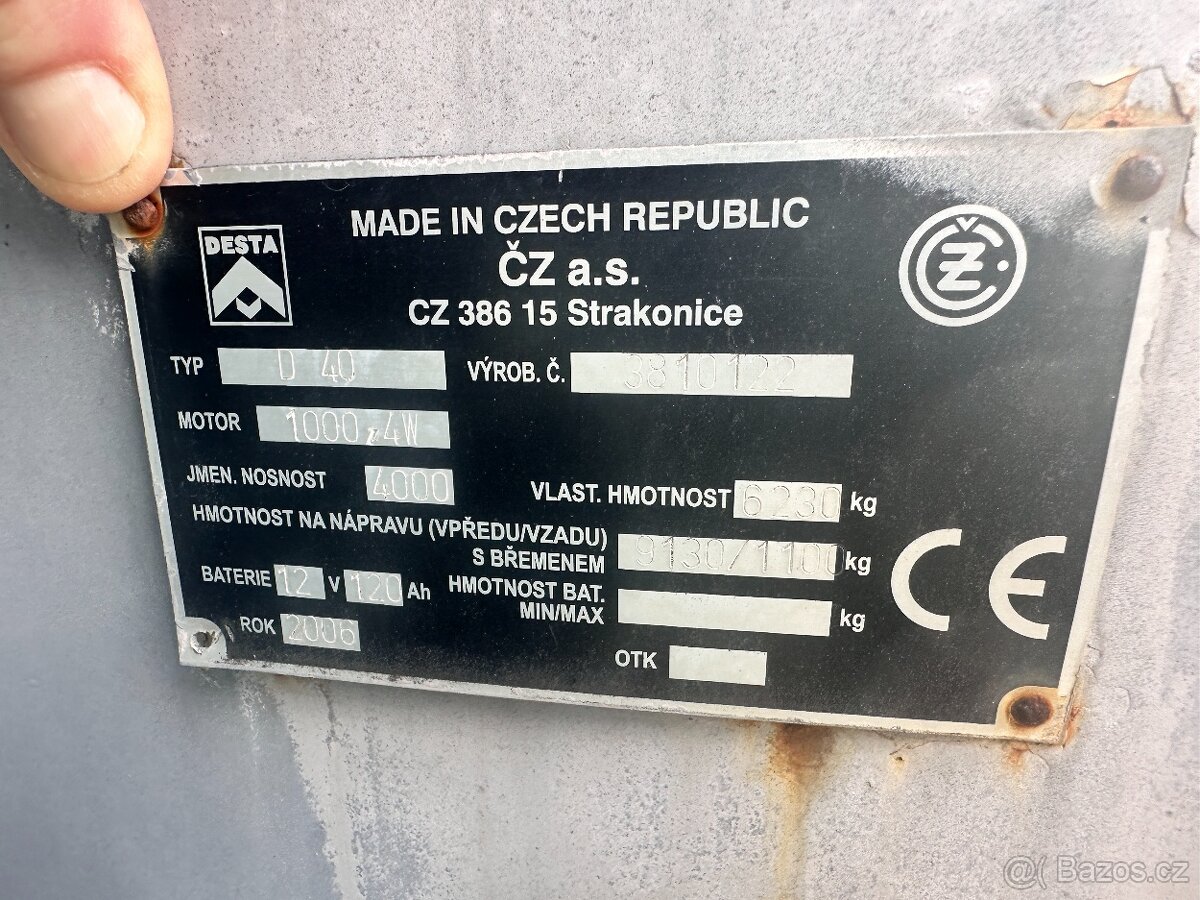 DESTA
MADE IN CZECH REPUBLIC
ČZ a.s.
CZ 386 15 Strakonice
ČZ
TYP D 40 VÝROB. Č. 3810122
MOTOR 1000.4W
JMEN. NOSNOST 4000 VLAST. HMOTNOST 6230 kg
HMOTNOST NA NÁPRAVU (VPŘEDU/VZADU)
S BŘEMENEM 9130/1100 kg
BATERIE 12 V 120 Ah HMOTNOST BAT.
MIN/MAX kg
ROK 2006
OTK
CE
@( Bazos.cz